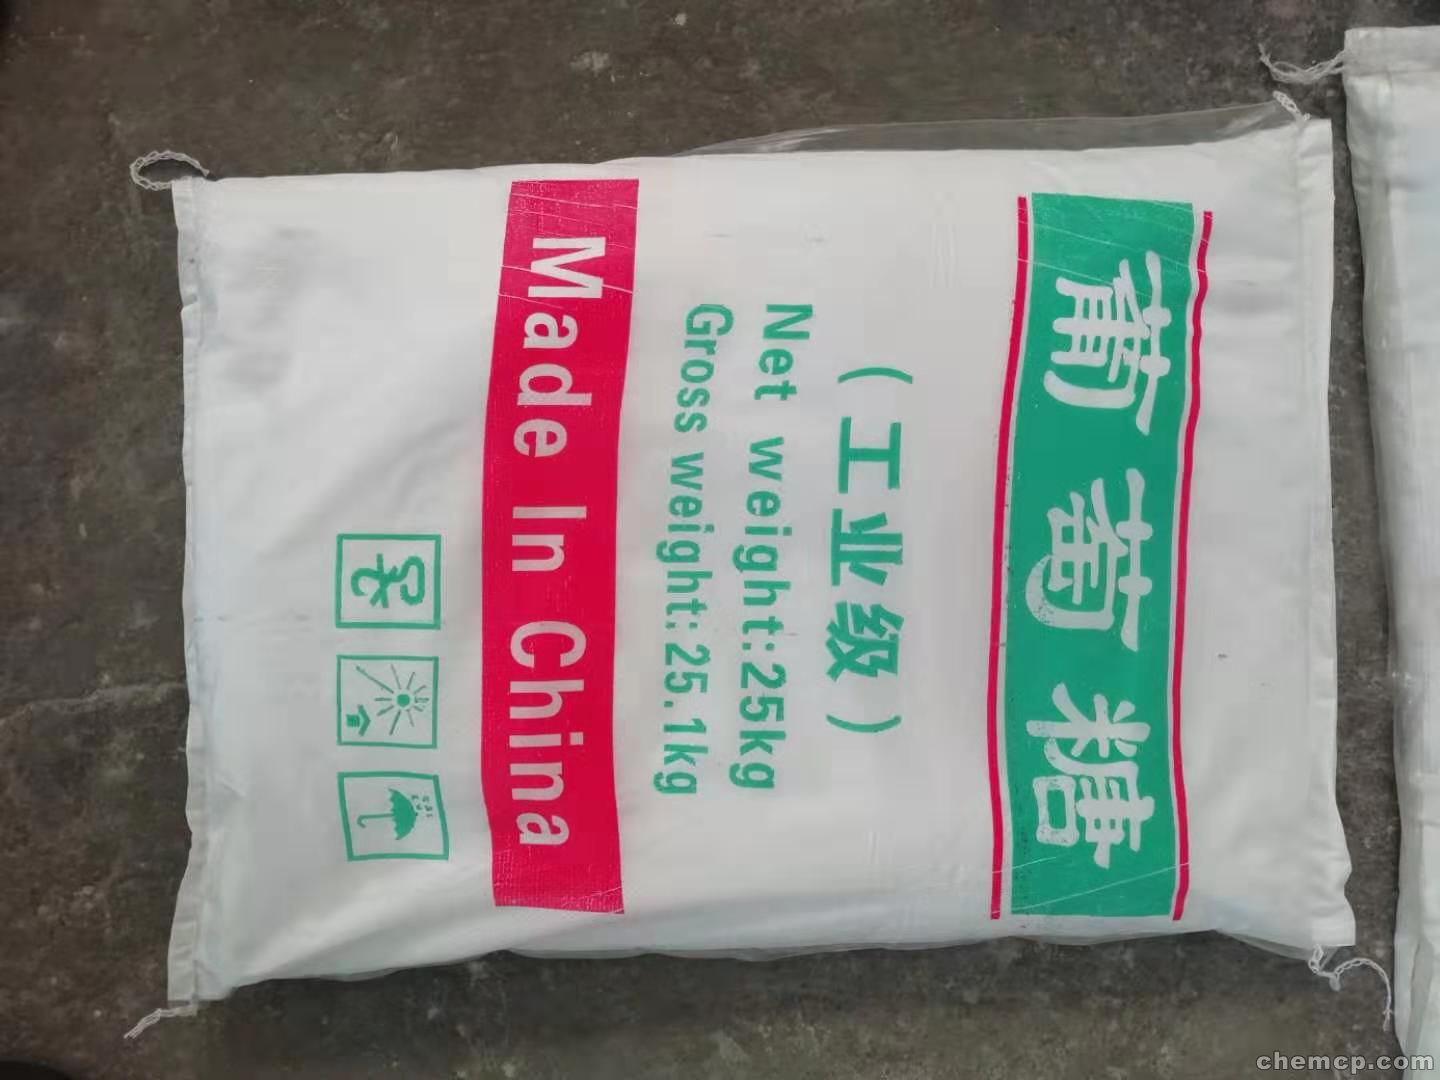 葡萄糖
（工业级）
Net weight:25kg
Gross weight:25.1kg
Made In China
chemcp.com